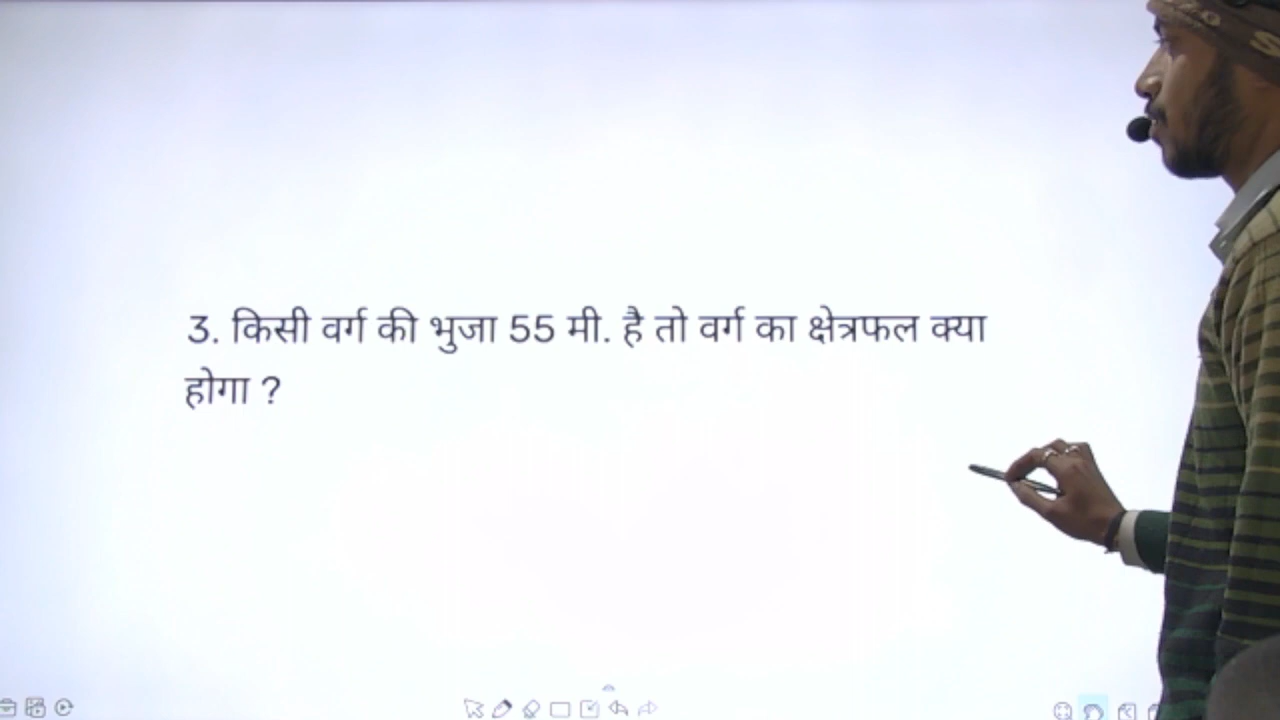 3. किसी वर्ग की भुजा 55 मी. है तो वर्ग का क्षेत्रफल क्या
होगा ?